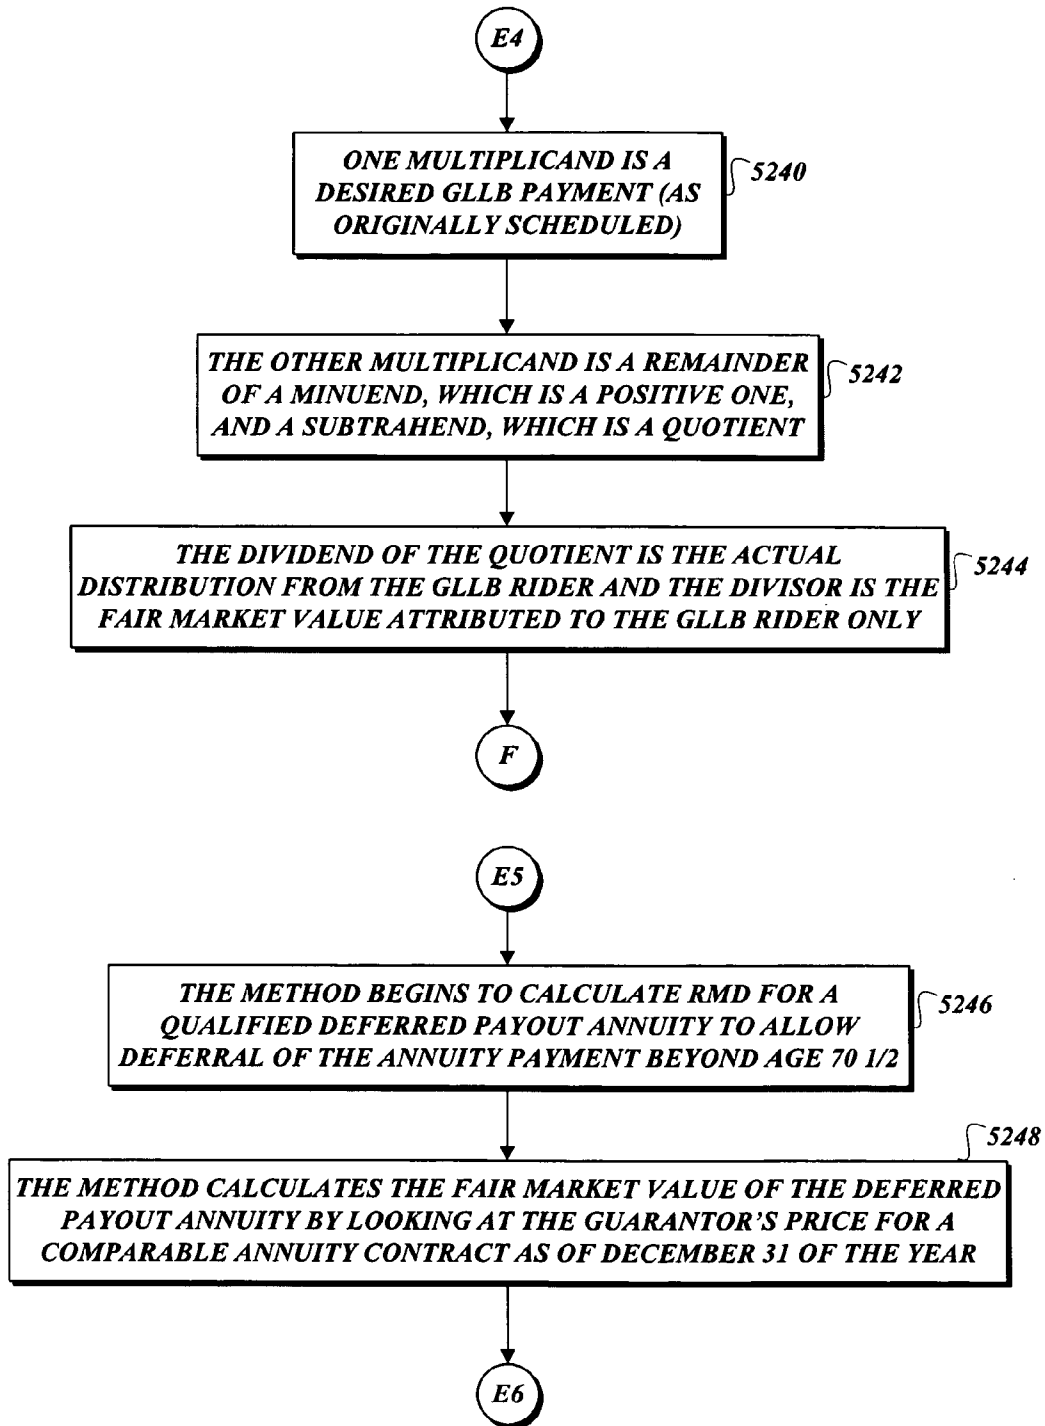 E4
ONE MULTIPLICAND IS A
DESIRED GLLB PAYMENT (AS
ORIGINALLY SCHEDULED)
5240
THE OTHER MULTIPLICAND IS A REMAINDER
OF A MINUEND, WHICH IS A POSITIVE ONE,
AND A SUBTRAHEND, WHICH IS A QUOTIENT
5242
THE DIVIDEND OF THE QUOTIENT IS THE ACTUAL
DISTRIBUTION FROM THE GLLB RIDER AND THE DIVISOR IS THE
FAIR MARKET VALUE ATTRIBUTED TO THE GLLB RIDER ONLY
5244
F
E5
THE METHOD BEGINS TO CALCULATE RMD FOR A
QUALIFIED DEFERRED PAYOUT ANNUITY TO ALLOW
DEFERRAL OF THE ANNUITY PAYMENT BEYOND AGE 70 1/2
5246
5248
THE METHOD CALCULATES THE FAIR MARKET VALUE OF THE DEFERRED
PAYOUT ANNUITY BY LOOKING AT THE GUARANTOR'S PRICE FOR A
COMPARABLE ANNUITY CONTRACT AS OF DECEMBER 31 OF THE YEAR
E6